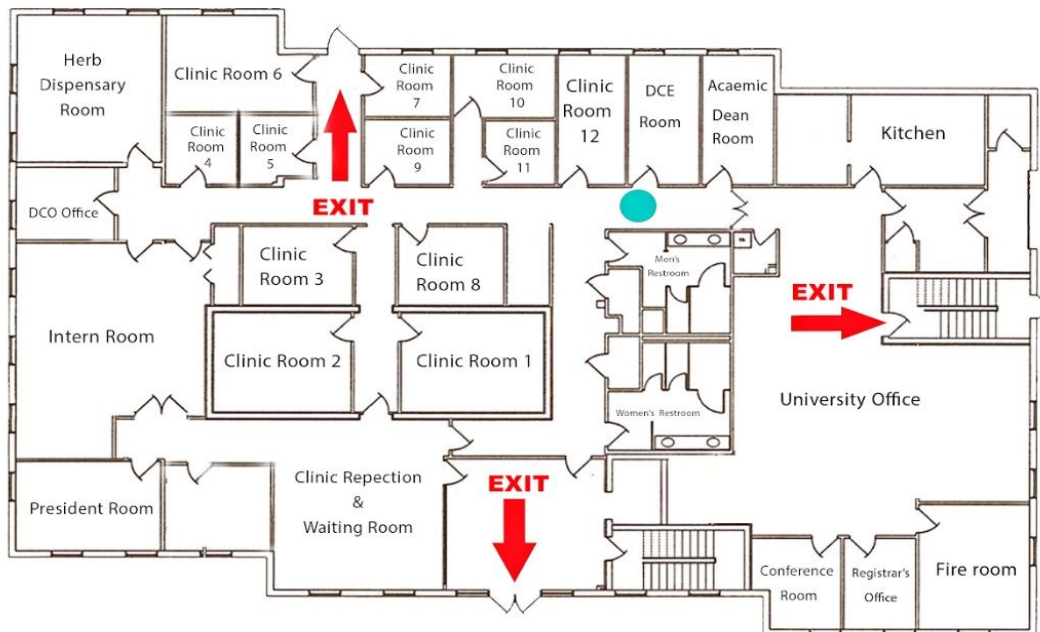 Herb
Dispensary
Room
Clinic Room 6
Clinic
Room
4
Clinic
Room
5
Clinic
Room
7
Clinic
Room
9
Clinic
Room
10
Clinic
Room
11
Clinic
Room
12
DCE
Room
Acaemic
Dean
Room
Kitchen
DCO Office
EXIT
Clinic
Room 3
Clinic
Room 8
Men's
Restroom
EXIT
Intern Room
Clinic Room 2
Clinic Room 1
University Office
Women's Restroom
President Room
Clinic Repection
&
Waiting Room
EXIT
Conference
Room
Registrar's
Office
Fire room